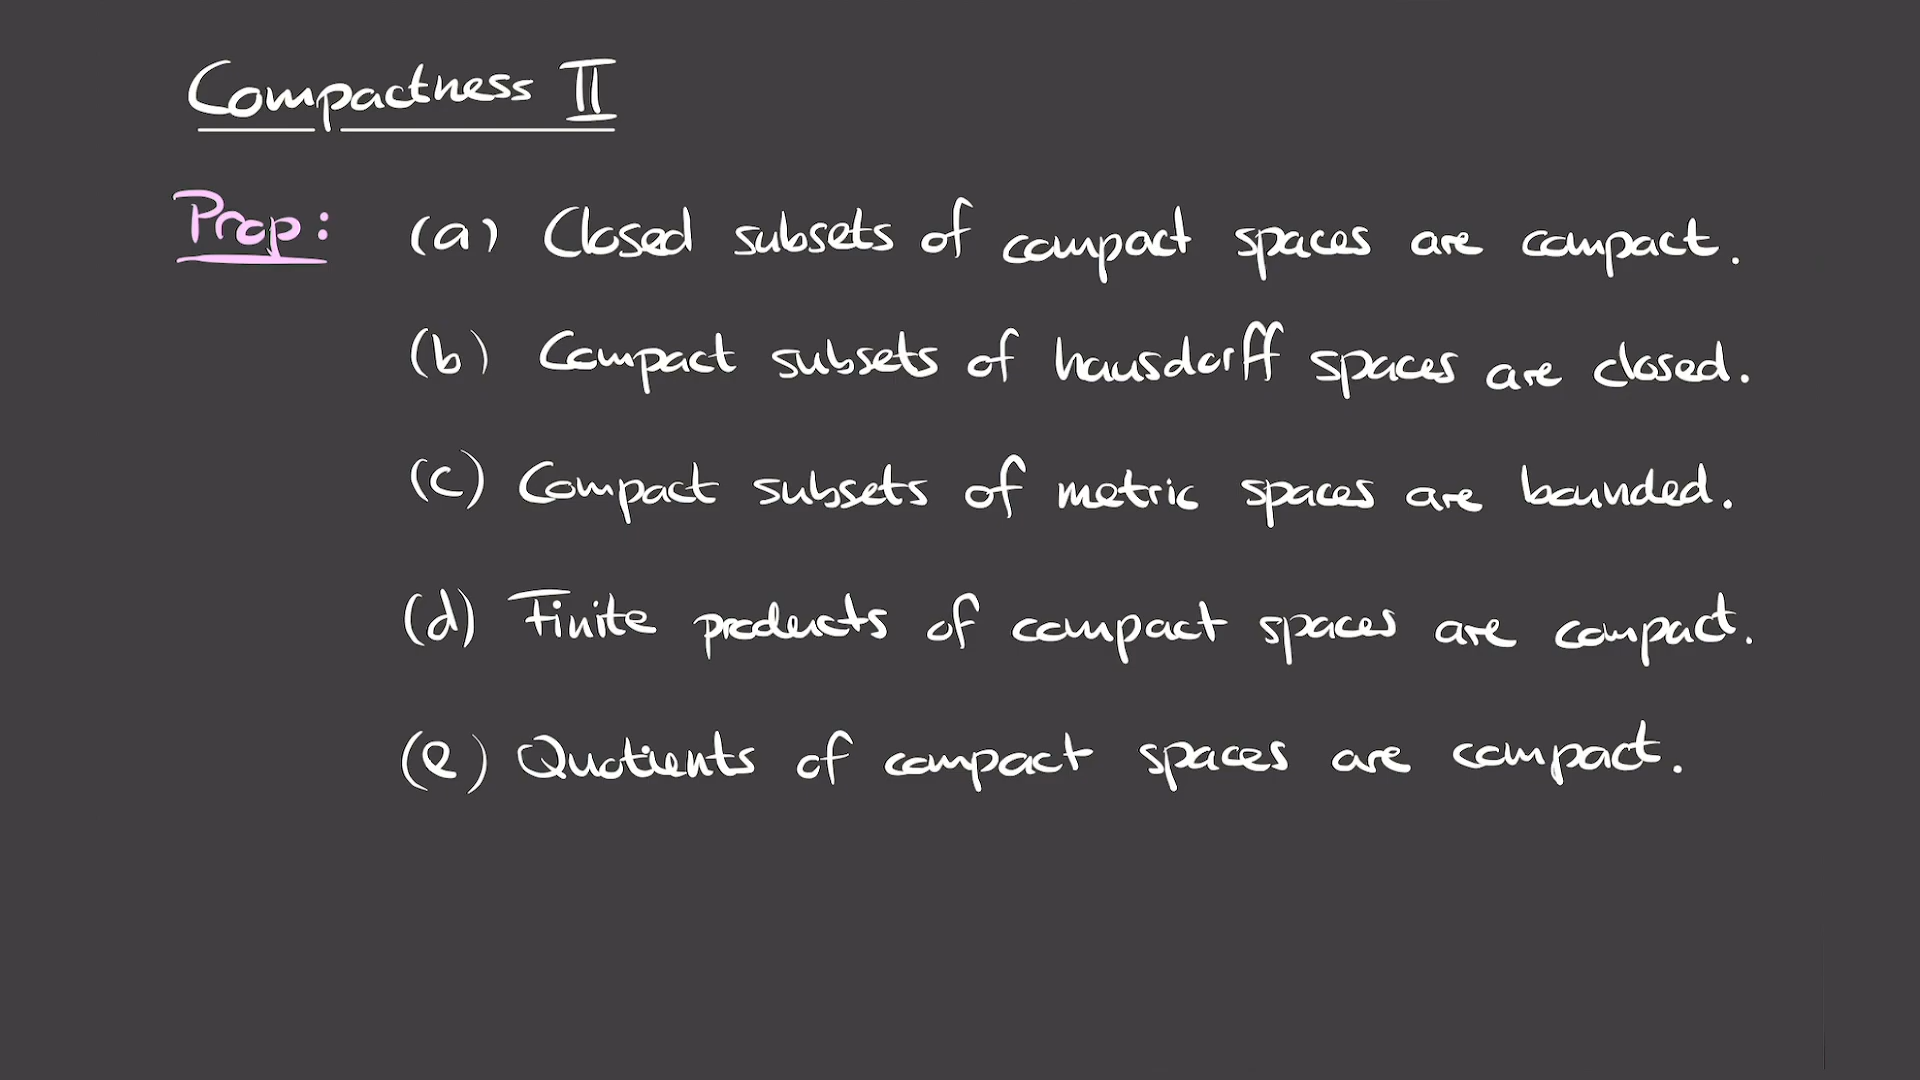 Compactness II
Prop: (a) Closed subsets of compact spaces are compact.
(b) Compact subsets of hausdorff spaces are closed.
(c) Compact subsets of metric spaces are bounded.
(d) Finite products of compact spaces are compact.
(e) Quotients of compact spaces are compact.